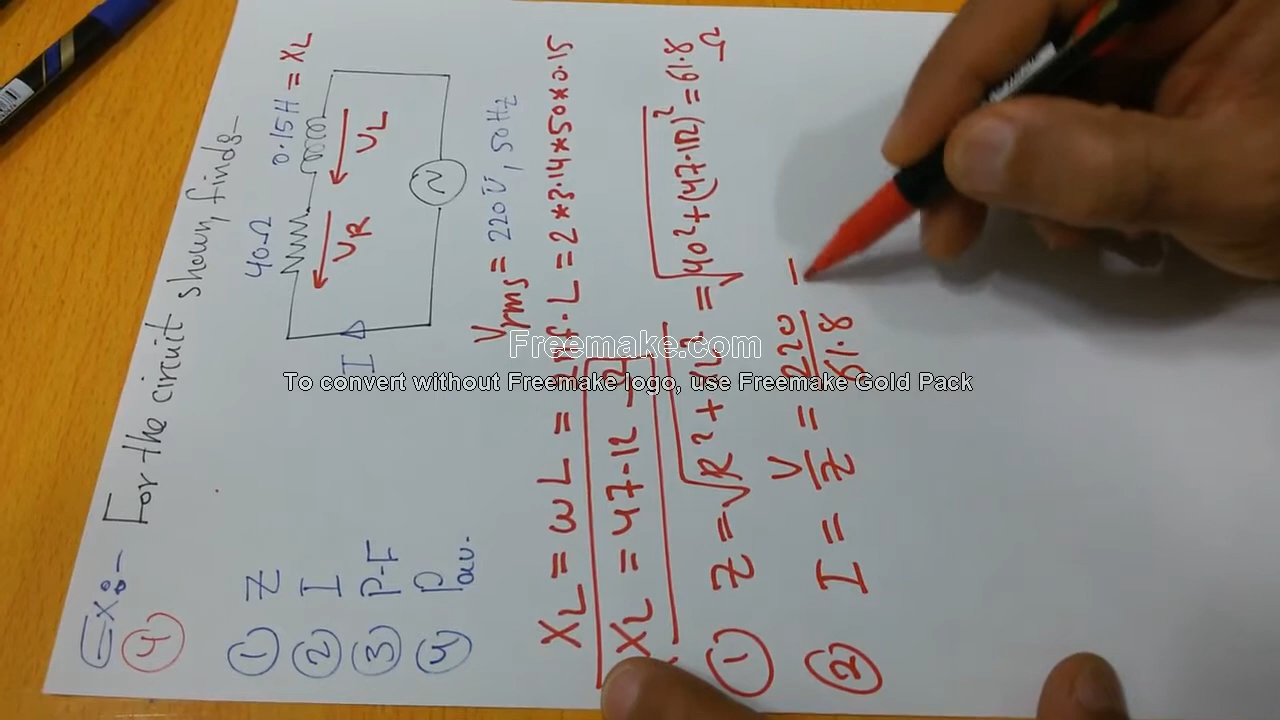 Ex:-
4
For the circuit shown, find:-
1 Z
2 I
3 P-F
4 Pav.
40Ω
0.15H = XL
VR
VL
I
Vrms = 220V, 50Hz
XL = ωL = 2πf·L = 2*3.14*50*0.15
XL = 47.12 Ω
1 Z = √R²+XL² = √40²+(47.112)² = 61.8 Ω
2 I = V/Z = 220/61.8 -
Freemake.com
To convert without Freemake logo, use Freemake Gold Pack